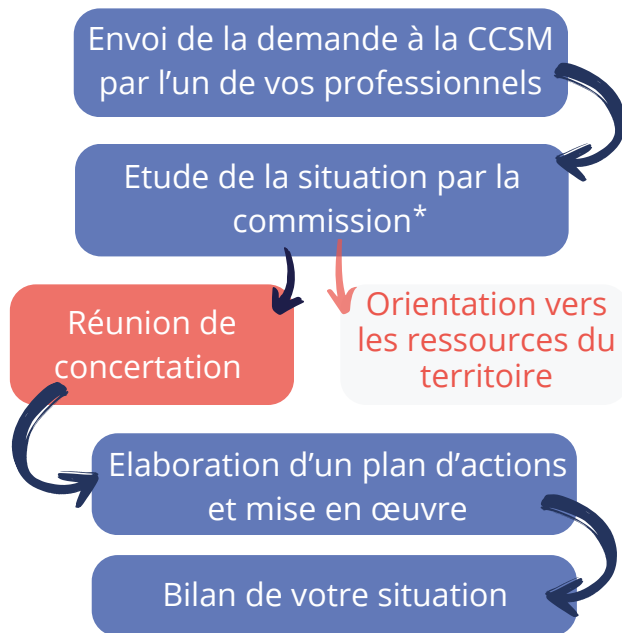 Envoi de la demande à la CCSM
par l'un de vos professionnels
Etude de la situation par la
commission*
Réunion de
concertation
Orientation vers
les ressources du
territoire
Elaboration d'un plan d'actions
et mise en œuvre
Bilan de votre situation